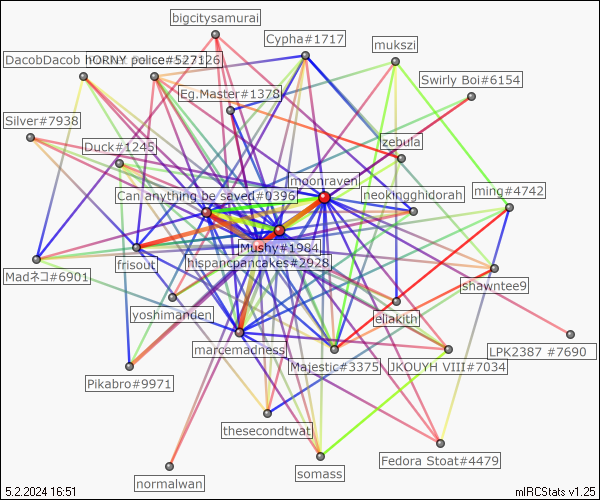 bigcitysamurai
Cypha#1717
mukszi
DacobDacob
HORNY police#5271
Swirly Boi#6154
Eg.Master#1378
Silver#7938
Duck#1245
zebula
moonraven
Can anything be saved#0396
neokingghidorah
ming#4742
Mushy#1984
frisout
hispancpancakes#2928
Madネコ#6901
shawntee9
yoshimanden
eliakith
marcemadness
Majestic#3375
JKOUYH VIII#7034
LPK2387 #7690
Pikabro#9971
thesecondtwat
Fedora Stoat#4479
normalwan
somass
5.2.2024 16:51
mIRCStats v1.25